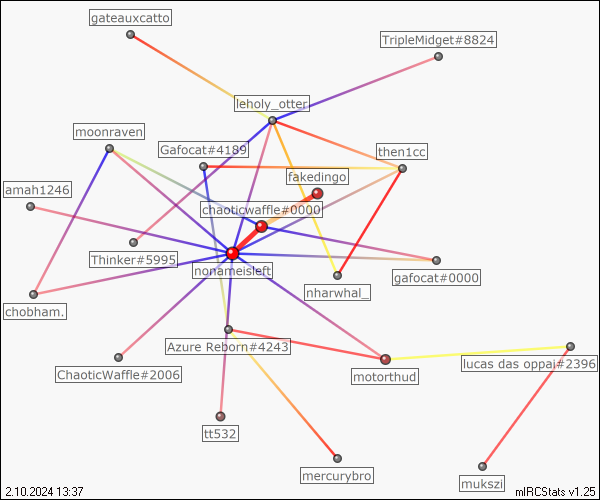 gateauxcatto
TripleMidget#8824
leholy_otter
moonraven
Gafocat#4189
then1cc
fakedingo
amah1246
chaoticwaffle#0000
Thinker#5995
nonameisleft
gafocat#0000
nharwhal_
chobham.
Azure Reborn#4243
lucas das oppai#2396
ChaoticWaffle#2006
motorthud
tt532
mercurybro
mukszi
2.10.2024 13:37
mIRCStats v1.25